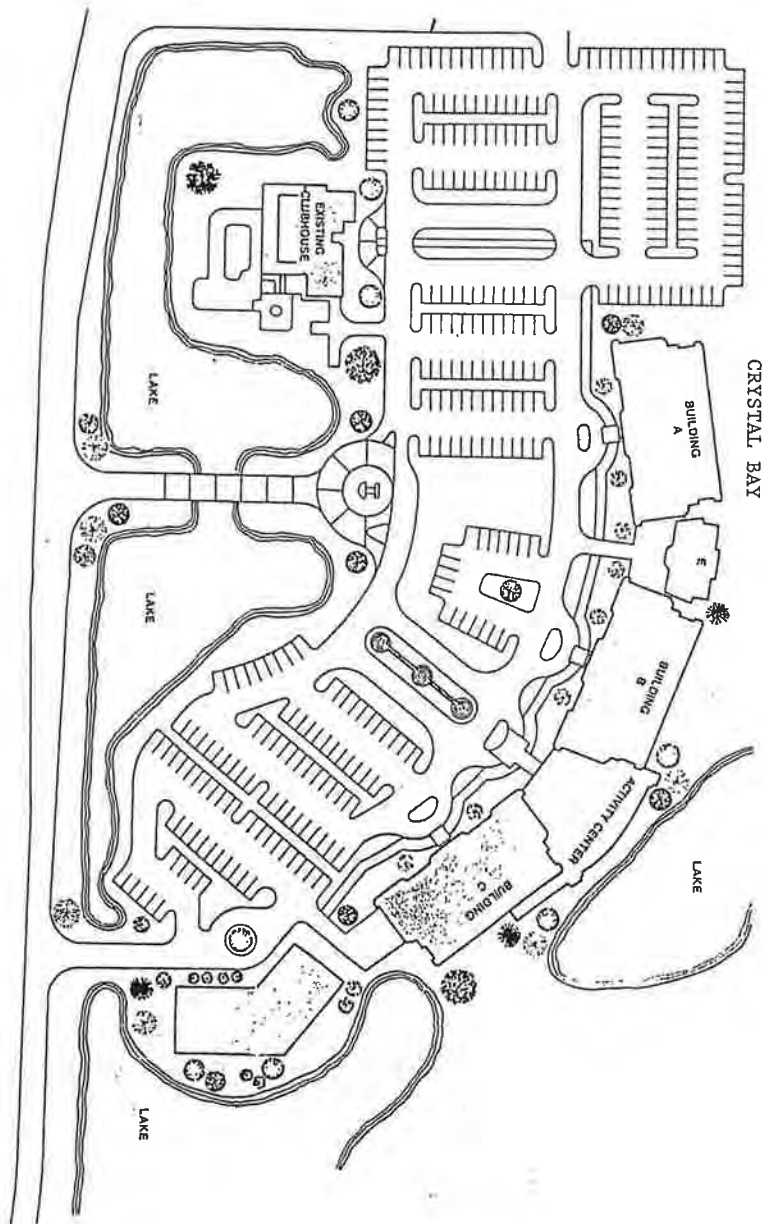 CRYSTAL BAY
BUILDING
A
E
BUILDING
B
ACTIVITY CENTER
BUILDING
C
LAKE
EXISTING
CLUBHOUSE
LAKE
LAKE
LAKE